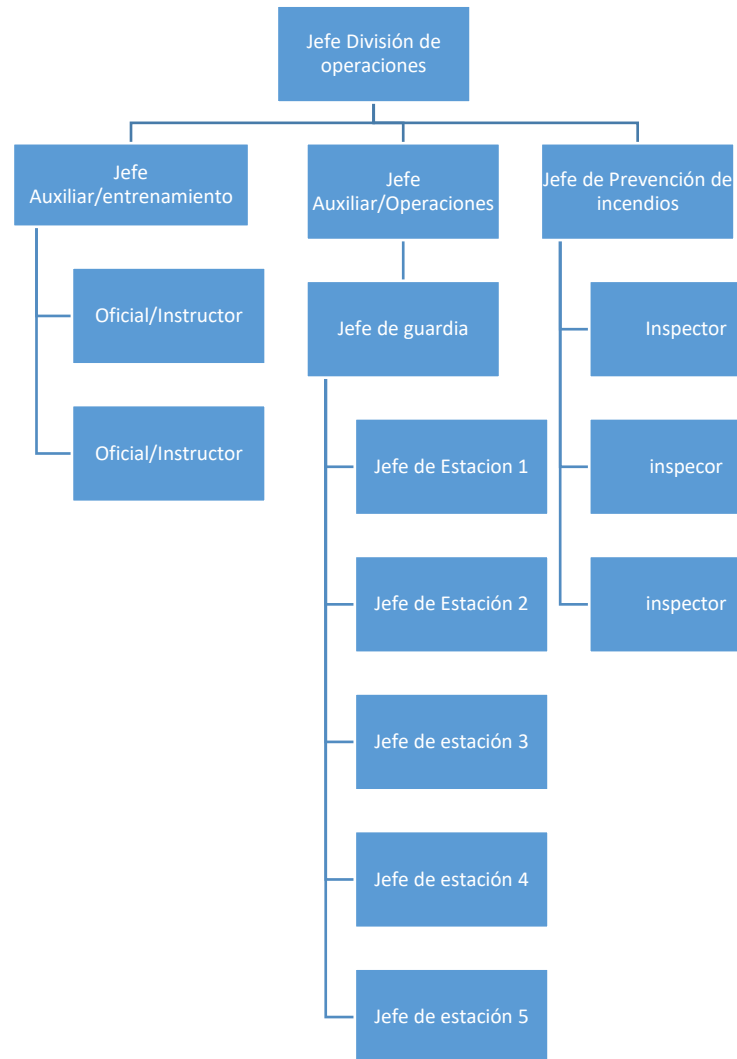 Jefe División de
operaciones
Jefe
Auxiliar/entrenamiento
Jefe
Auxiliar/Operaciones
Jefe de Prevención de
incendios
Oficial/Instructor
Jefe de guardia
Inspector
Oficial/Instructor
Jefe de Estacion 1
inspecor
Jefe de Estación 2
inspector
Jefe de estación 3
Jefe de estación 4
Jefe de estación 5